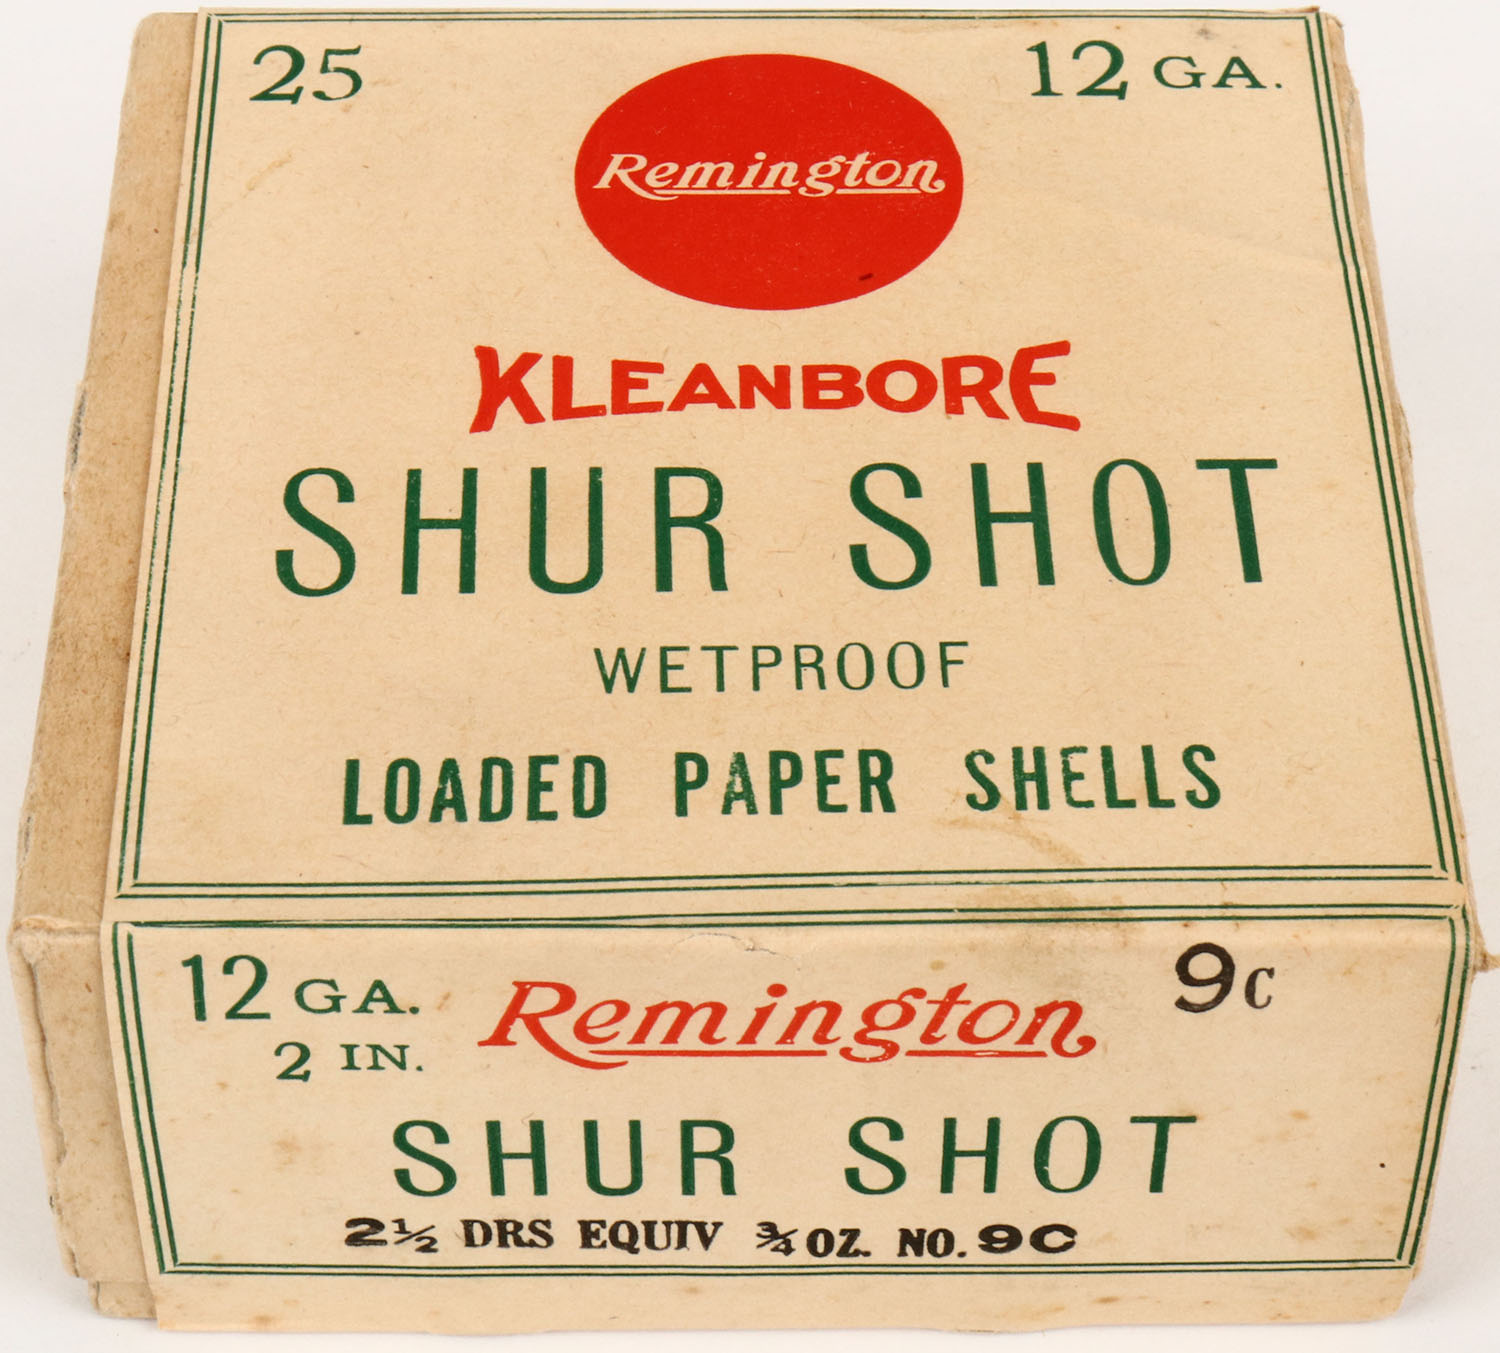 25 12 GA.
Remington
KLEANBORE
SHUR SHOT
WETPROOF
LOADED PAPER SHELLS
12 GA. Remington 9C
2 IN.
SHUR SHOT
2½ DRS EQUIV ¾ OZ. NO. 9C